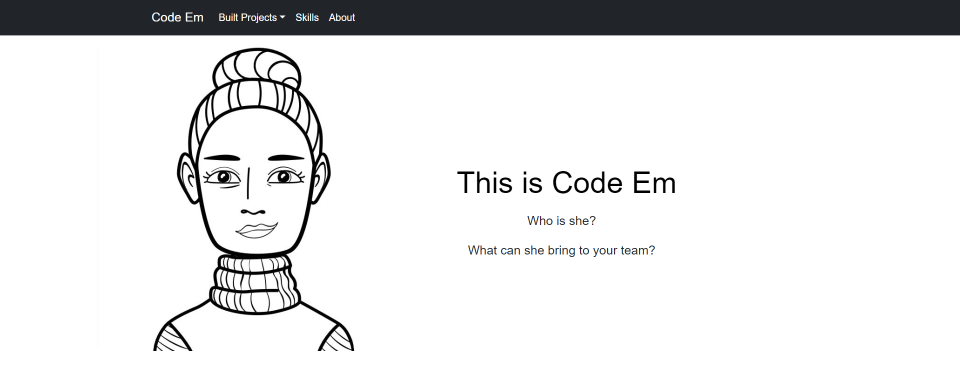 Code Em Built Projects Skills About
This is Code Em
Who is she?
What can she bring to your team?